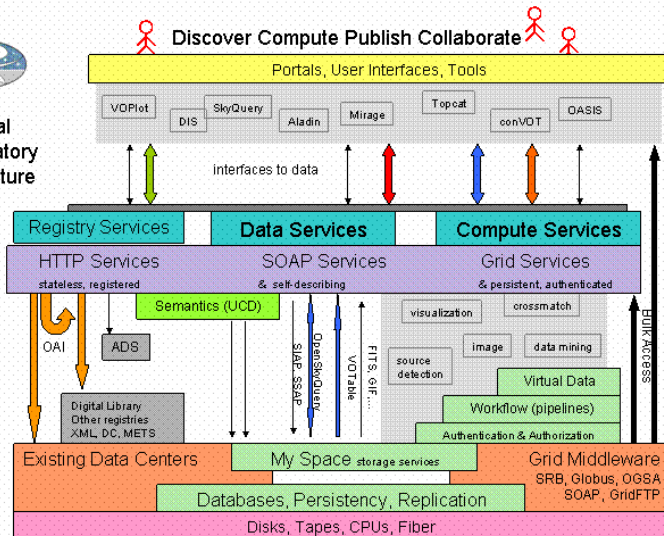 Discover Compute Publish Collaborate
Portals, User Interfaces, Tools
VOPlot
DIS
SkyQuery
Aladin
Mirage
Topcat
conVOT
OASIS
al
atory
ture
interfaces to data
Registry Services
Data Services
Compute Services
HTTP Services
stateless, registered
SOAP Services
& self-describing
Grid Services
& persistent, authenticated
Semantics (UCD)
OAI
ADS
SIAP, SSAP
OpenSkyQuery
VOTable
FITS, GIF,...
visualization
crossmatch
image
data mining
source
detection
Bulk Access
Virtual Data
Workflow (pipelines)
Authentication & Authorization
Digital Library
Other registries
XML, DC, METS
Existing Data Centers
My Space storage services
Grid Middleware
SRB, Globus, OGSA
SOAP, GridFTP
Databases, Persistency, Replication
Disks, Tapes, CPUs, Fiber